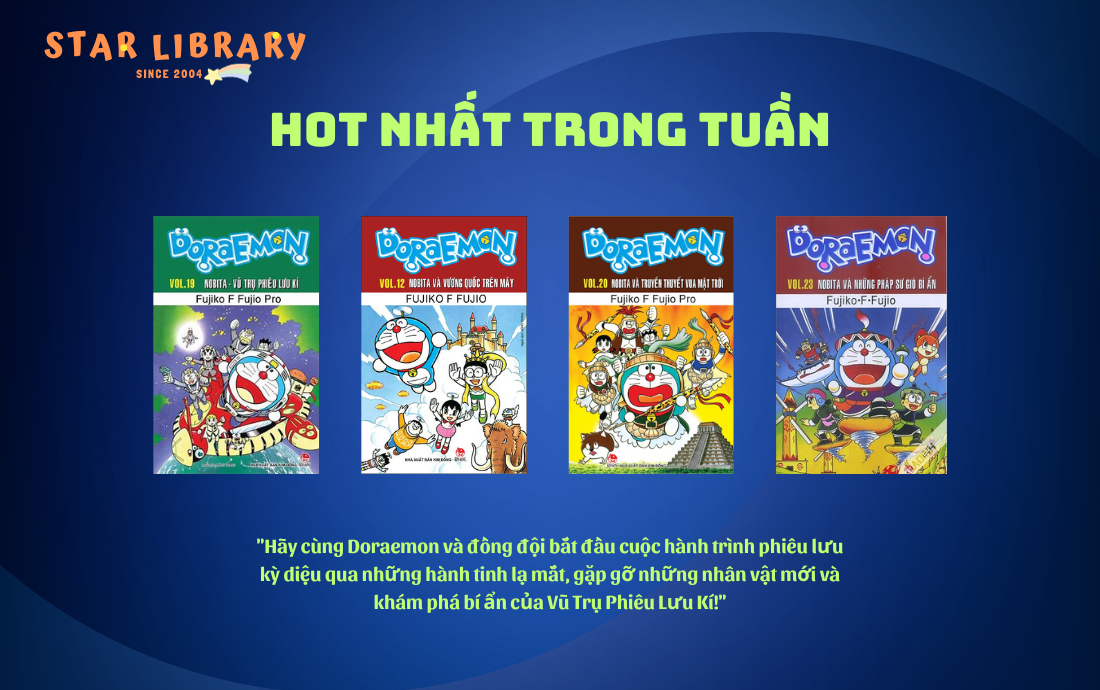 STAR LIBRARY
SINCE 2004
HOT NHẤT TRONG TUẦN
DORAEMON
VOL.19 NOBITA - VŨ TRỤ PHIÊU LƯU KÍ
Fujiko F Fujio Pro
DORAEMON
VOL.12 NOBITA VÀ VƯƠNG QUỐC TRÊN MÂY
FUJIKO F FUJIO
NHÀ XUẤT BẢN KIM ĐỒNG
DORAEMON
VOL.20 NOBITA VÀ TRUYỀN THUYẾT VUA MẶT TRỜI
Fujiko F Fujio Pro
DORAEMON
VOL.23 NOBITA VÀ NHỮNG PHÁP SƯ GIÓ BÍ ẨN
Fujiko·F·Fujio
"Hãy cùng Doraemon và đồng đội bắt đầu cuộc hành trình phiêu lưu
kỳ diệu qua những hành tinh lạ mắt, gặp gỡ những nhân vật mới và
khám phá bí ẩn của Vũ Trụ Phiêu Lưu Kí!"